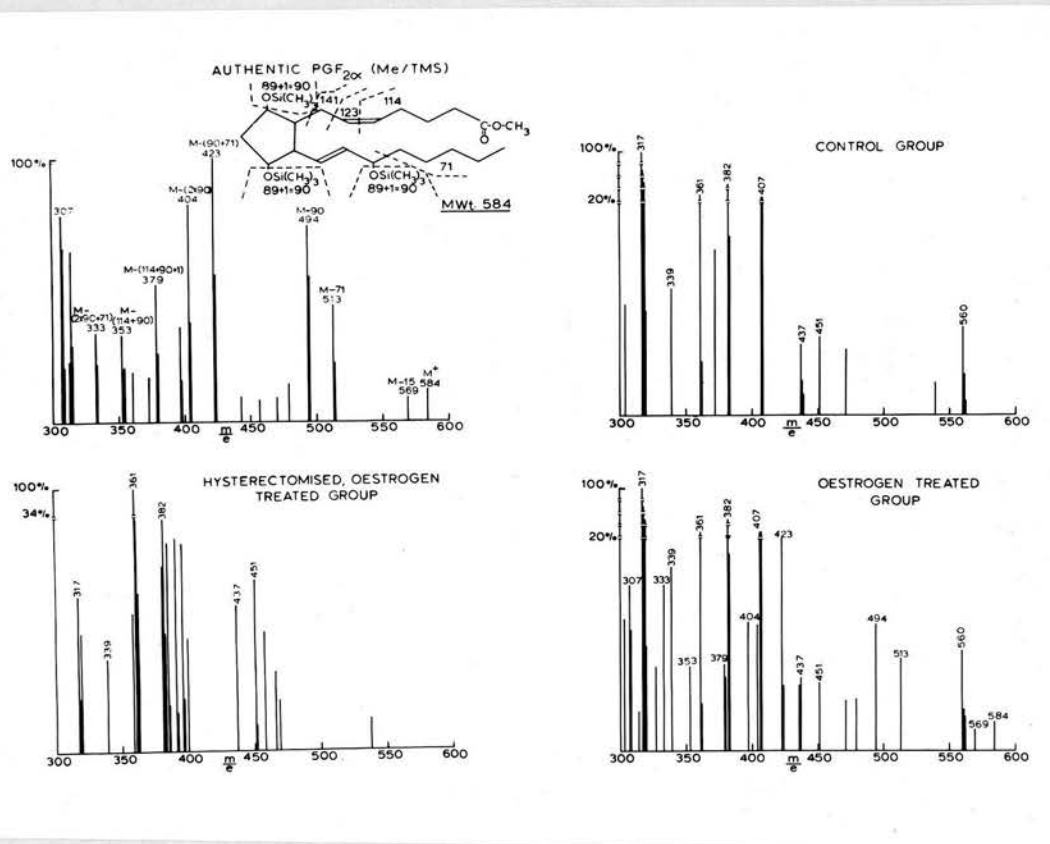 AUTHENTIC PGF2α (Me/TMS)
89+1=90
OSi(CH3)3
141
123
114
C-O-CH3
O
71
OSi(CH3)3
89+1=90
OSi(CH3)3
89+1=90
MWt. 584
100%
307
M-(2x90+71)
333
M-(114+90)
353
M-(114+90+1)
379
M-(2x90)
404
M-(90+71)
423
M-90
494
M-71
513
M-15
569
M+
584
300 350 400 450 500 550 600
m/e
CONTROL GROUP
100%
20%
317
339
361
382
407
437
451
560
300 350 400 450 500 550 600
m/e
HYSTERECTOMISED, OESTROGEN
TREATED GROUP
100%
34%
317
339
361
382
437
451
300 350 400 450 500 550 600
m/e
OESTROGEN TREATED
GROUP
100%
20%
307
317
333
339
353
361
379
382
404
407
423
437
451
494
513
560
569
584
300 350 400 450 500 550 600
m/e